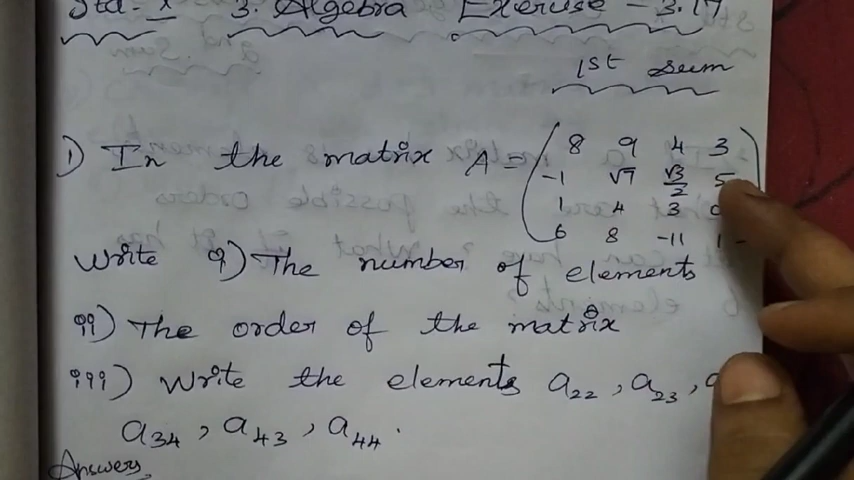 Std - X 3. Algebra Exercise - 3.17
1st Sum
1) In the matrix A = ( 8 9 4 3
-1 √7 √3/2 5
1 4 3 0
6 8 -11 1 )
Write i) The number of elements
ii) The order of the matrix
iii) Write the elements a22, a23,
a34, a43, a44.
Answers